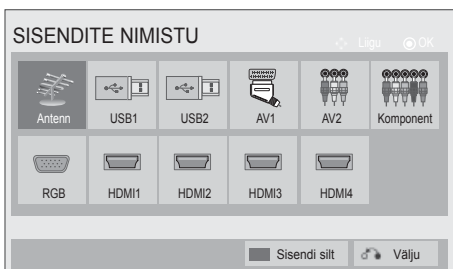 SISENDITE NIMISTU
Liigu OK
Antenn USB1 USB2 AV1 AV2 Komponent
RGB HDMI1 HDMI2 HDMI3 HDMI4
Sisendi silt Välju